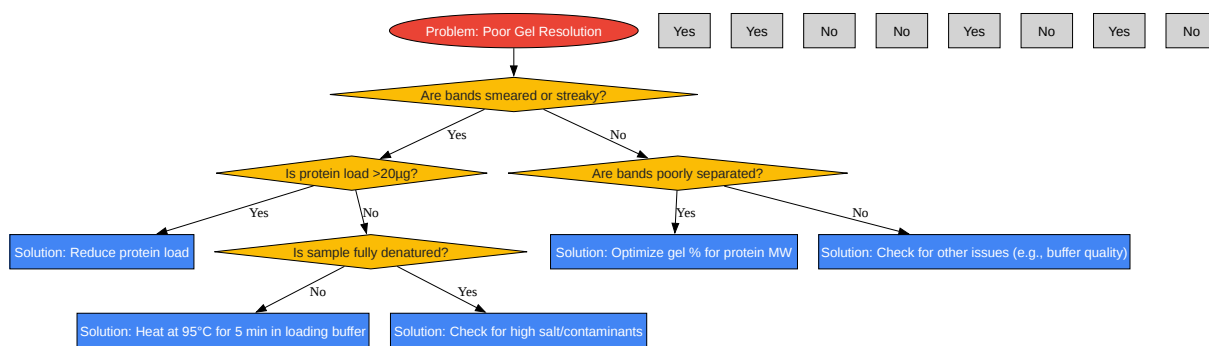 Problem: Poor Gel Resolution
Yes
Yes
No
No
Yes
No
Yes
No
Are bands smeared or streaky?
Yes
No
Is protein load >20µg?
Are bands poorly separated?
Yes
No
Yes
No
Solution: Reduce protein load
Is sample fully denatured?
Solution: Optimize gel % for protein MW
Solution: Check for other issues (e.g., buffer quality)
No
Yes
Solution: Heat at 95°C for 5 min in loading buffer
Solution: Check for high salt/contaminants